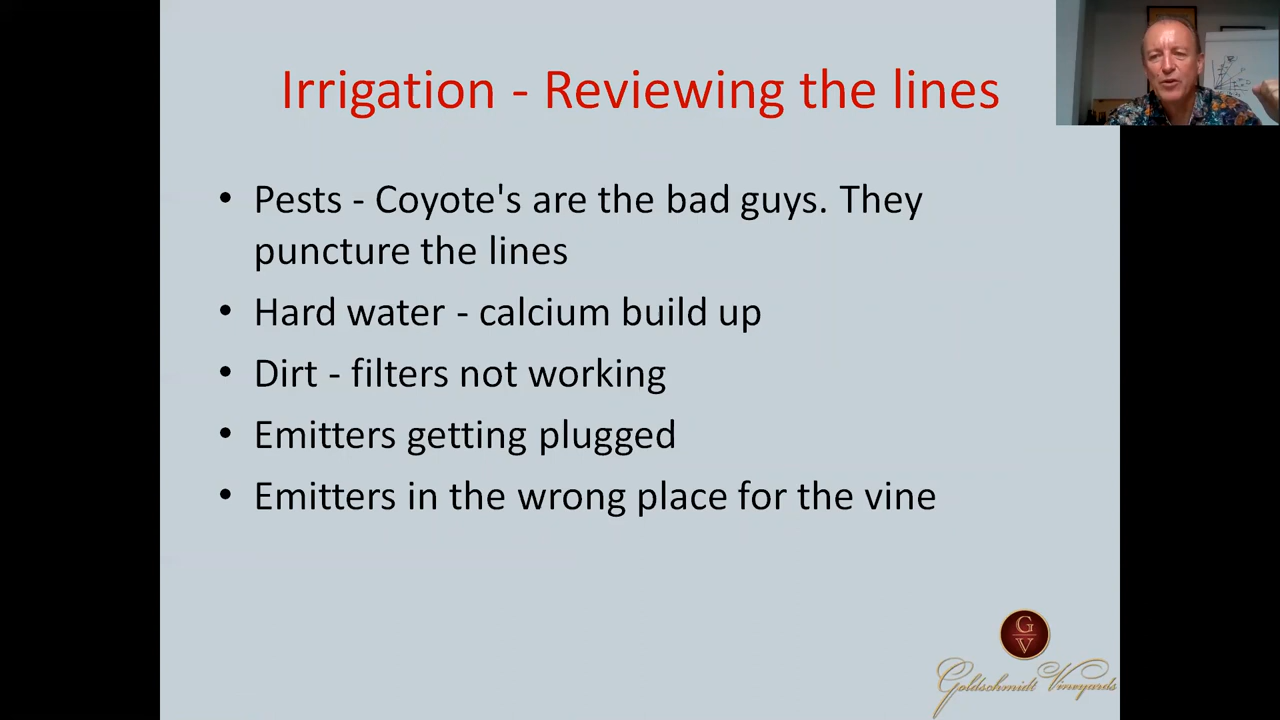 Irrigation - Reviewing the lines
• Pests - Coyote's are the bad guys. They
puncture the lines
• Hard water - calcium build up
• Dirt - filters not working
• Emitters getting plugged
• Emitters in the wrong place for the vine
G
V
Goldschmidt Vineyards